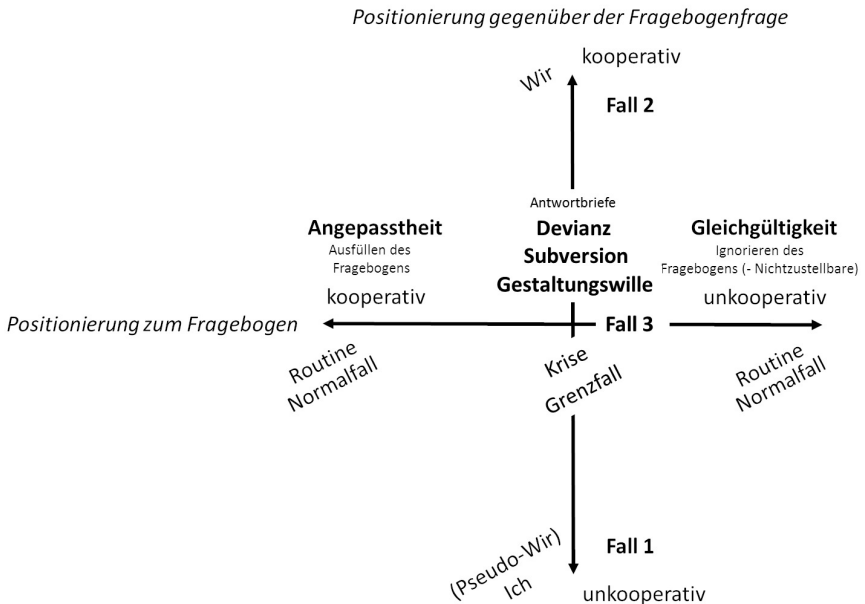 Positionierung gegenüber der Fragebogenfrage
kooperativ
Wir
Fall 2
Antwortbriefe
Angepasstheit
Devianz
Gleichgültigkeit
Ausfüllen des
Fragebogens
Subversion
Ignorieren des
Fragebogens (- Nichtzustellbare)
Gestaltungswille
kooperativ
unkooperativ
Positionierung zum Fragebogen
Fall 3
Routine
Normalfall
Krise
Grenzfall
Routine
Normalfall
Fall 1
(Pseudo-Wir)
Ich
unkooperativ